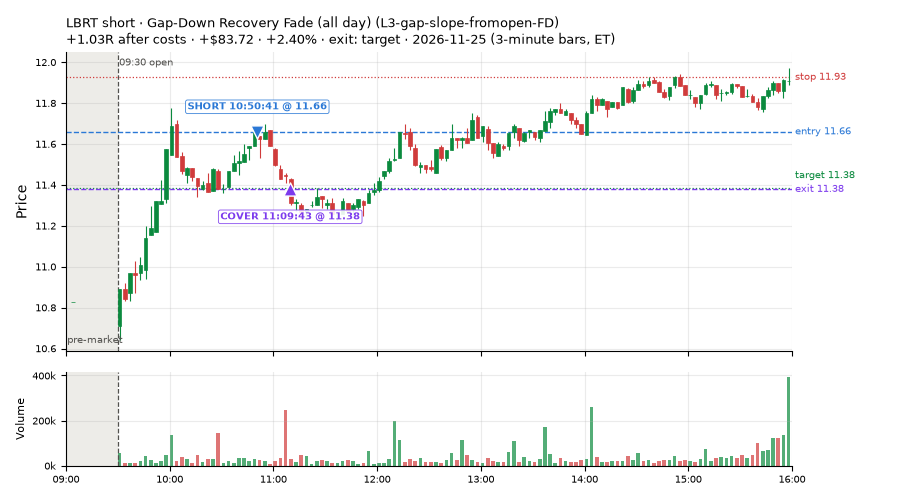 LBRT short · Gap-Down Recovery Fade (all day) (L3-gap-slope-fromopen-FD)
+1.03R after costs · +$83.72 · +2.40% · exit: target · 2026-11-25 (3-minute bars, ET)
09:30 open
12.0
stop 11.93
11.8
SHORT 10:50:41 @ 11.66
entry 11.66
11.6
target 11.38
11.4
exit 11.38
COVER 11:09:43 @ 11.38
11.2
Price
11.0
10.8
pre-market
10.6
400k
200k
0k
Volume
09:00
10:00
11:00
12:00
13:00
14:00
15:00
16:00